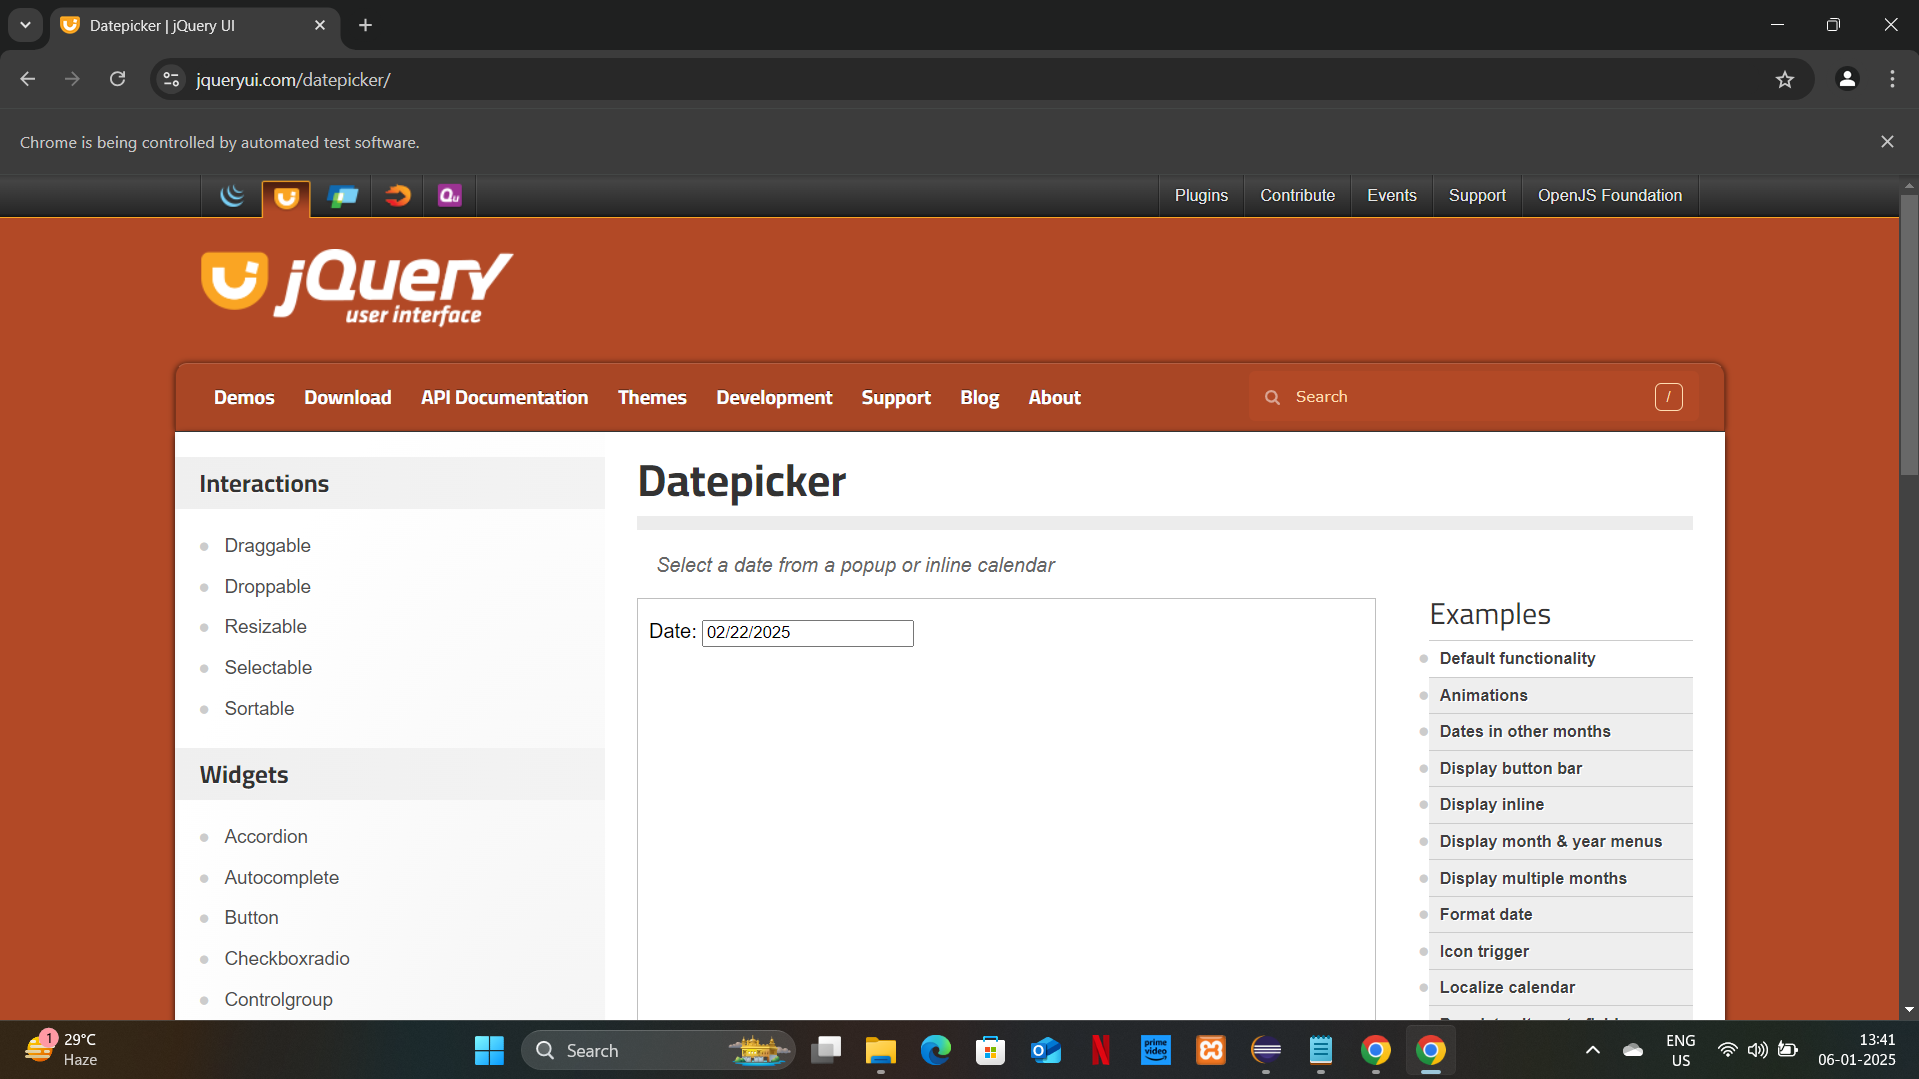 Datepicker | jQuery UI
jqueryui.com/datepicker/
Chrome is being controlled by automated test software.
Qu
Plugins
Contribute
Events
Support
OpenJS Foundation
jQuery
user interface
Demos
Download
API Documentation
Themes
Development
Support
Blog
About
Search
/
Interactions
Draggable
Droppable
Resizable
Selectable
Sortable
Widgets
Accordion
Autocomplete
Button
Checkboxradio
Controlgroup
Datepicker
Select a date from a popup or inline calendar
Date: 02/22/2025
Examples
Default functionality
Animations
Dates in other months
Display button bar
Display inline
Display month & year menus
Display multiple months
Format date
Icon trigger
Localize calendar
1
29°C
Haze
Search
prime video
ENG
US
13:41
06-01-2025